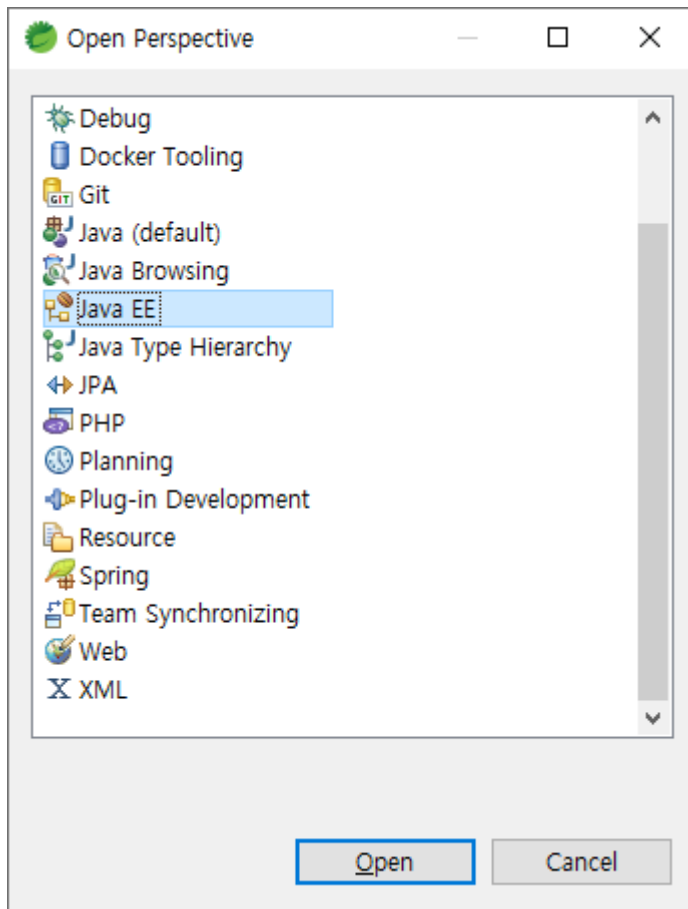 Open Perspective
Debug
Docker Tooling
GIT Git
Java (default)
Java Browsing
Java EE
Java Type Hierarchy
JPA
PHP
Planning
Plug-in Development
Resource
Spring
Team Synchronizing
Web
XML
Open
Cancel